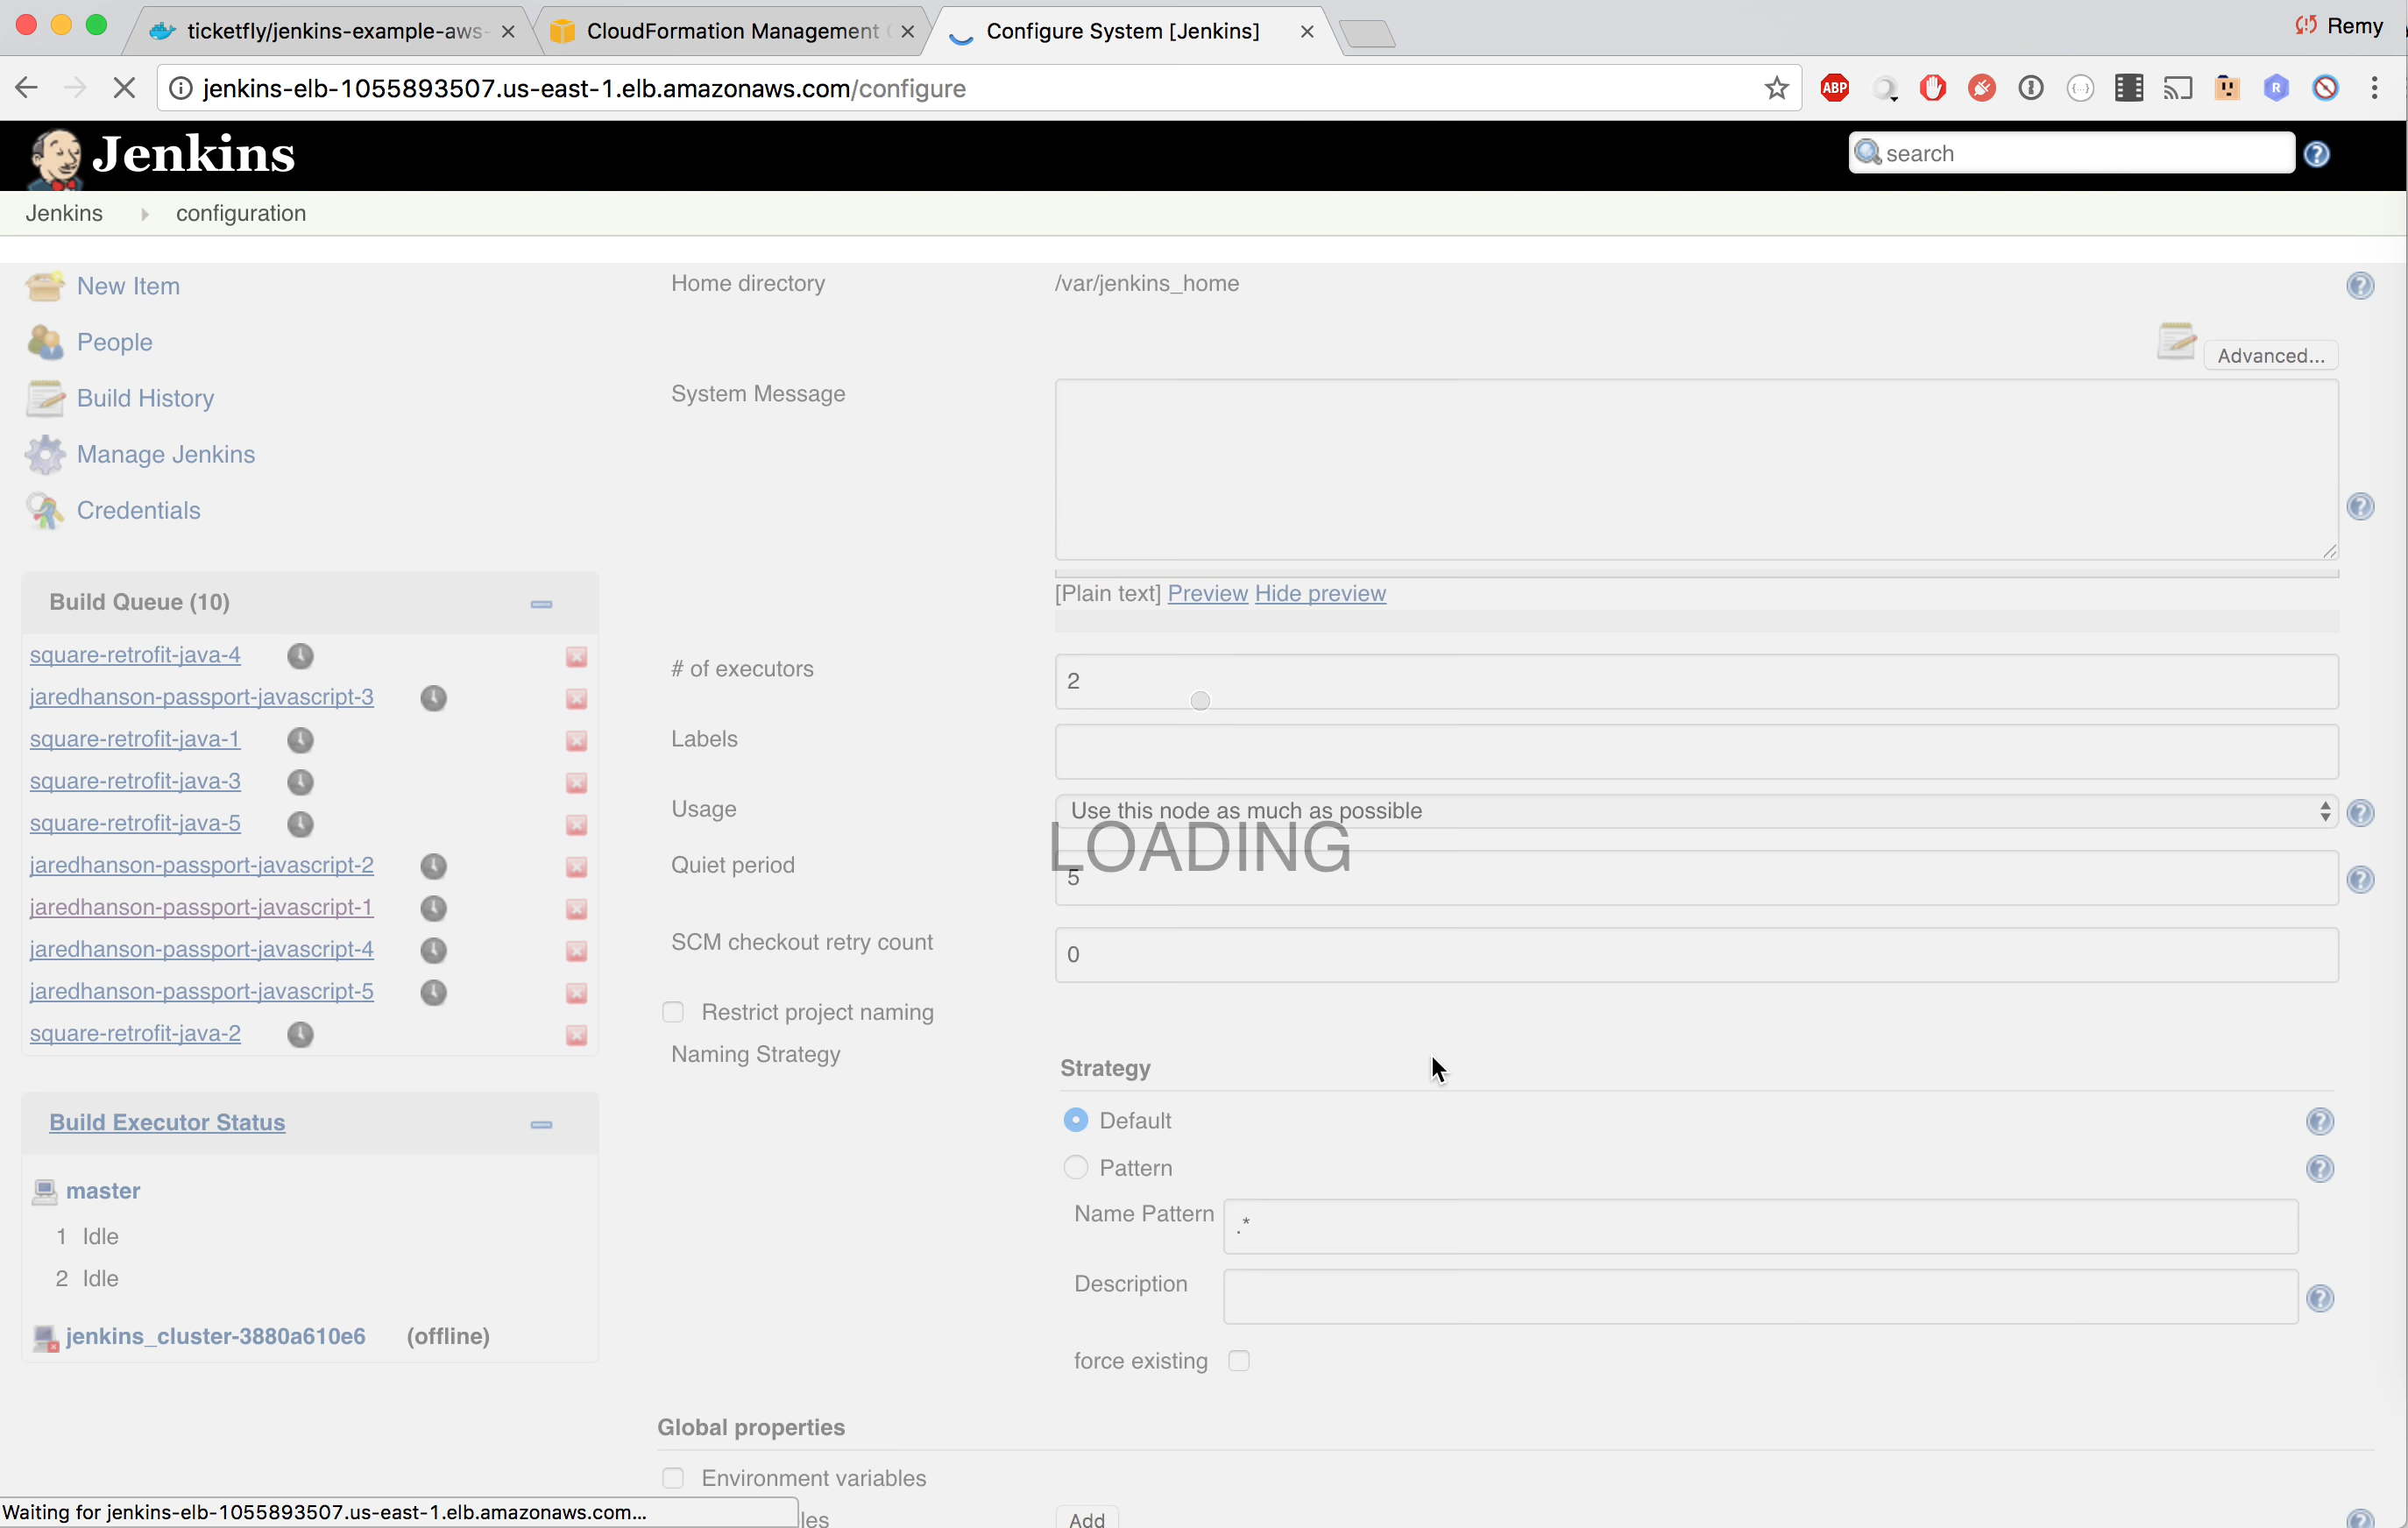 ticketfly/jenkins-example-aws-
CloudFormation Management
Configure System [Jenkins]
Remy
jenkins-elb-1055893507.us-east-1.elb.amazonaws.com/configure
ABP
R
Jenkins
search
Jenkins
configuration
New Item
People
Build History
Manage Jenkins
Credentials
Build Queue (10)
square-retrofit-java-4
jaredhanson-passport-javascript-3
square-retrofit-java-1
square-retrofit-java-3
square-retrofit-java-5
jaredhanson-passport-javascript-2
jaredhanson-passport-javascript-1
jaredhanson-passport-javascript-4
jaredhanson-passport-javascript-5
square-retrofit-java-2
Build Executor Status
master
1 Idle
2 Idle
jenkins_cluster-3880a610e6 (offline)
Home directory /var/jenkins_home
Advanced...
System Message
[Plain text] Preview Hide preview
# of executors 2
Labels
Usage Use this node as much as possible
LOADING
Quiet period 5
SCM checkout retry count 0
Restrict project naming
Naming Strategy
Strategy
Default
Pattern
Name Pattern .*
Description
force existing
Global properties
Environment variables
les Add
Waiting for jenkins-elb-1055893507.us-east-1.elb.amazonaws.com...